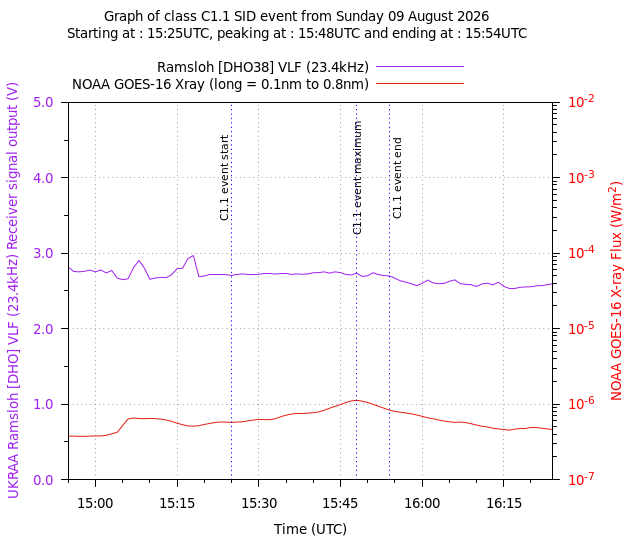 Graph of class C1.1 SID event from Sunday 09 August 2026
Starting at : 15:25UTC, peaking at : 15:48UTC and ending at : 15:54UTC
Ramsloh [DHO38] VLF (23.4kHz)
NOAA GOES-16 Xray (long = 0.1nm to 0.8nm)
UKRAA Ramsloh [DHO] VLF (23.4kHz) Receiver signal output (V)
5.0
4.0
3.0
2.0
1.0
0.0
C1.1 event start
C1.1 event maximum
C1.1 event end
10^-2
10^-3
10^-4
10^-5
10^-6
10^-7
NOAA GOES-16 X-ray Flux (W/m^2)
15:00 15:15 15:30 15:45 16:00 16:15
Time (UTC)